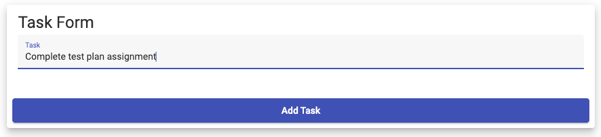 Task Form
Task
Complete test plan assignment
Add Task